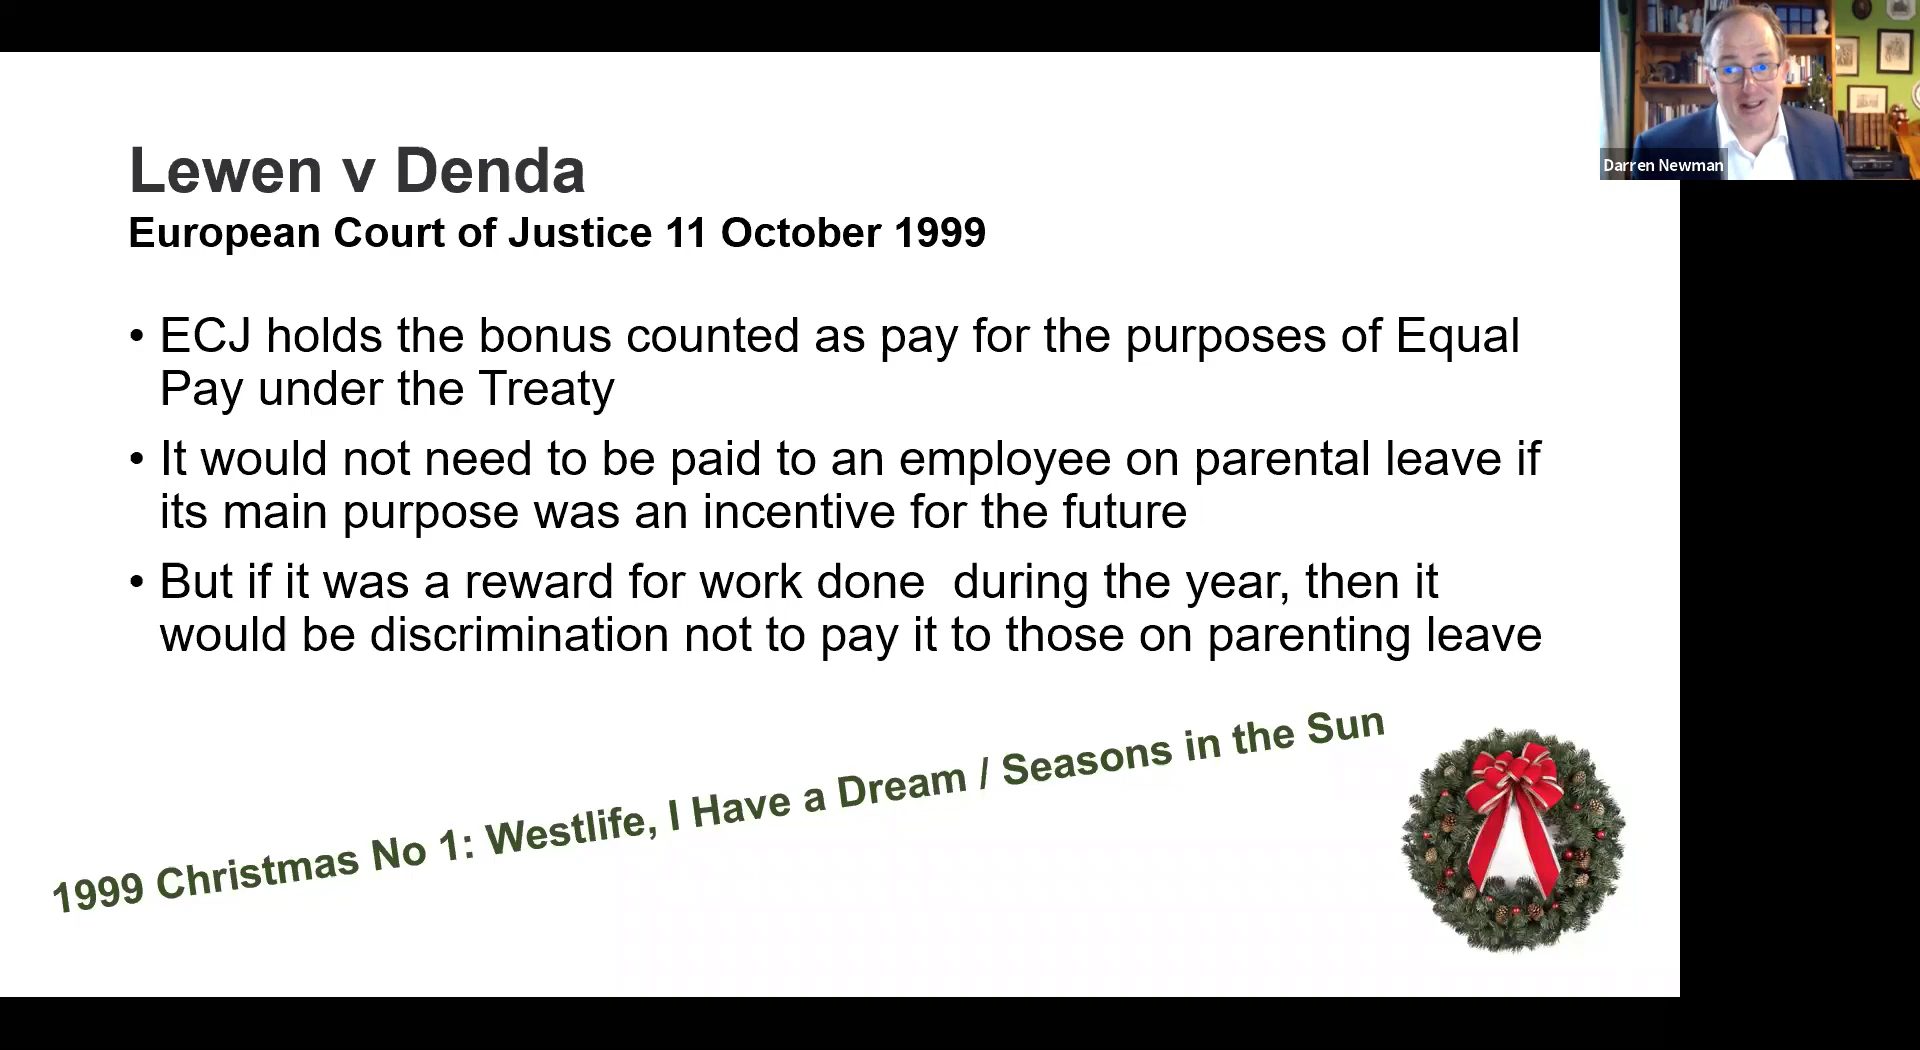 Lewen v Denda
European Court of Justice 11 October 1999
• ECJ holds the bonus counted as pay for the purposes of Equal
Pay under the Treaty
• It would not need to be paid to an employee on parental leave if
its main purpose was an incentive for the future
• But if it was a reward for work done  during the year, then it
would be discrimination not to pay it to those on parenting leave
1999 Christmas No 1: Westlife, I Have a Dream / Seasons in the Sun
Darren Newman